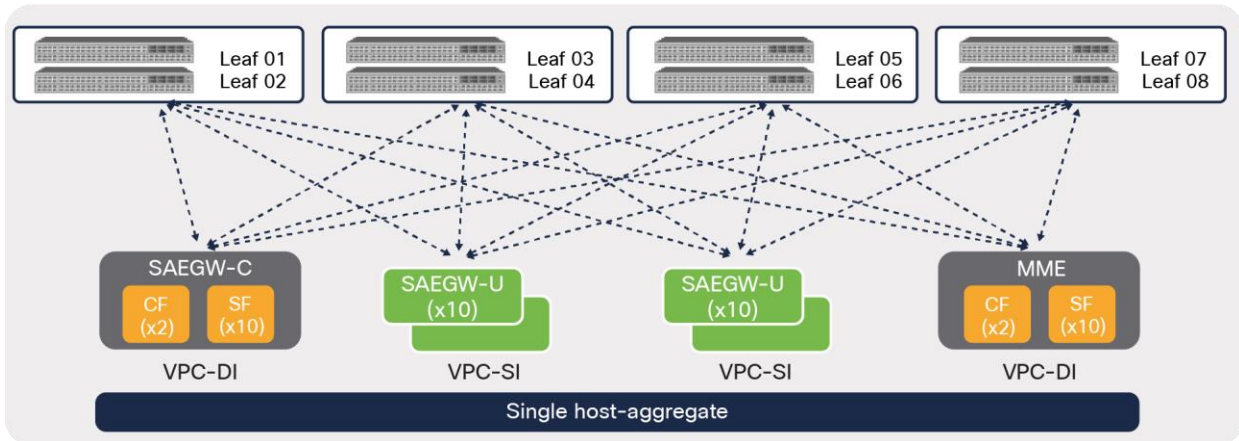 Leaf 01
Leaf 02
Leaf 03
Leaf 04
Leaf 05
Leaf 06
Leaf 07
Leaf 08
SAEGW-C
CF
(x2)
SF
(x10)
VPC-DI
SAEGW-U
(x10)
VPC-SI
SAEGW-U
(x10)
VPC-SI
MME
CF
(x2)
SF
(x10)
VPC-DI
Single host-aggregate